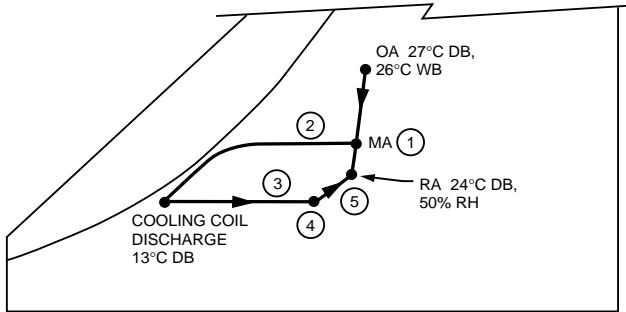 OA 27°C DB,
26°C WB
2
MA 1
3
RA 24°C DB,
50% RH
4
5
COOLING COIL
DISCHARGE
13°C DB